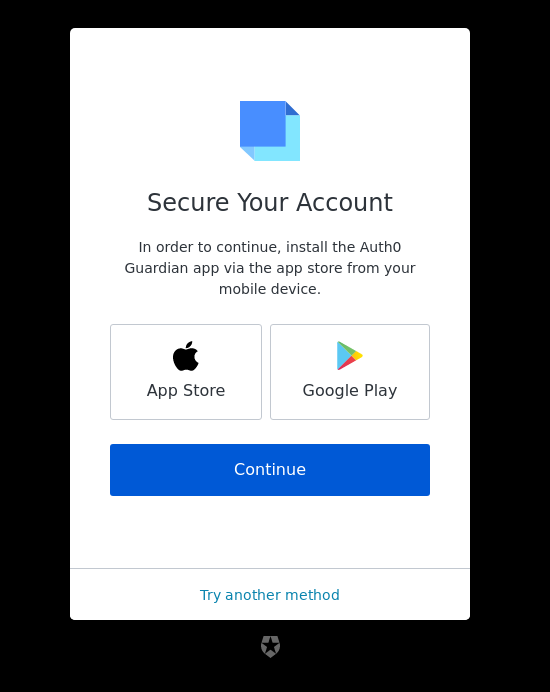 Secure Your Account
In order to continue, install the Auth0
Guardian app via the app store from your
mobile device.
App Store
Google Play
Continue
Try another method